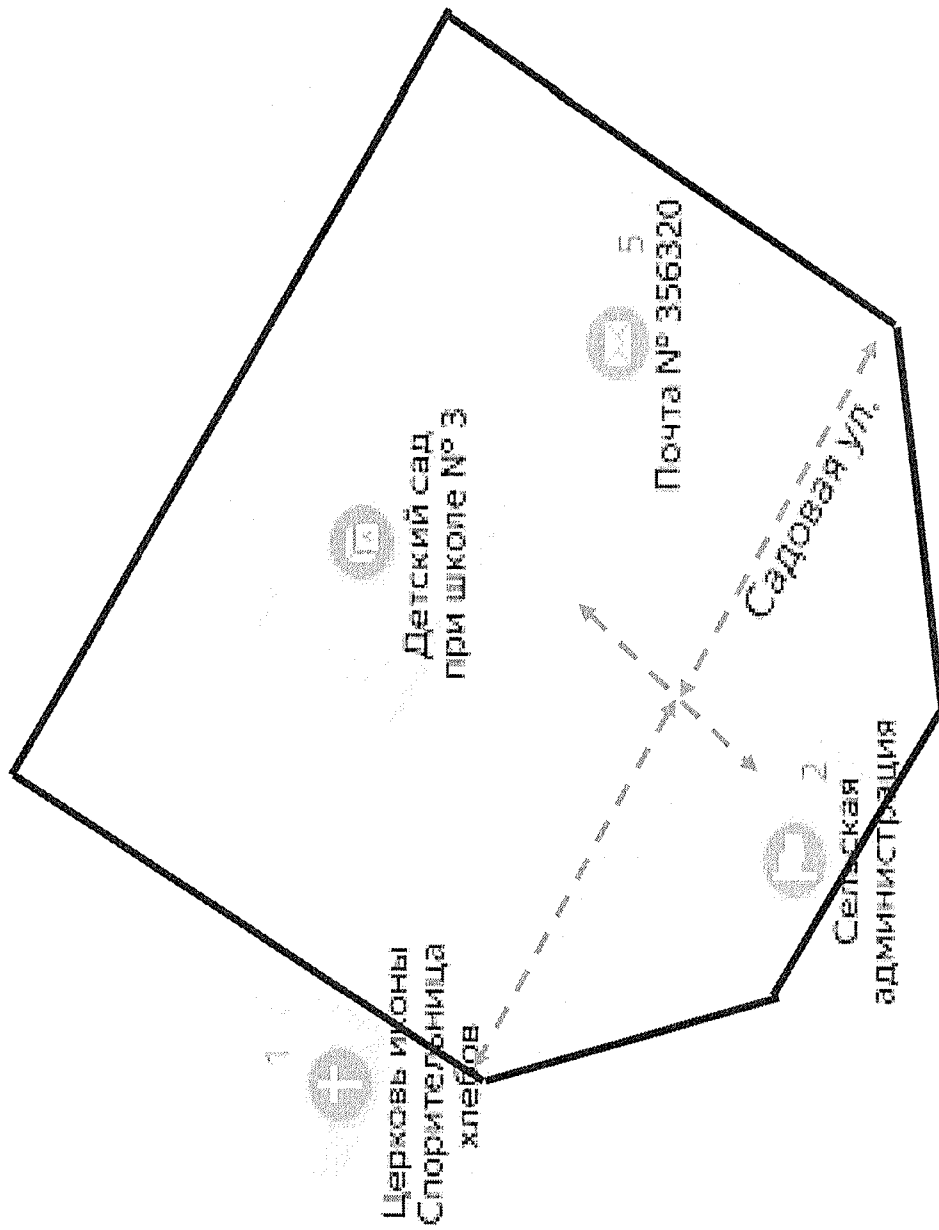 1
Церковь иконы
Спорительница
хлебов
Детский сад
при школе № 3
5
Почта № 356320
2
Сельская
администрация
Садовая ул.